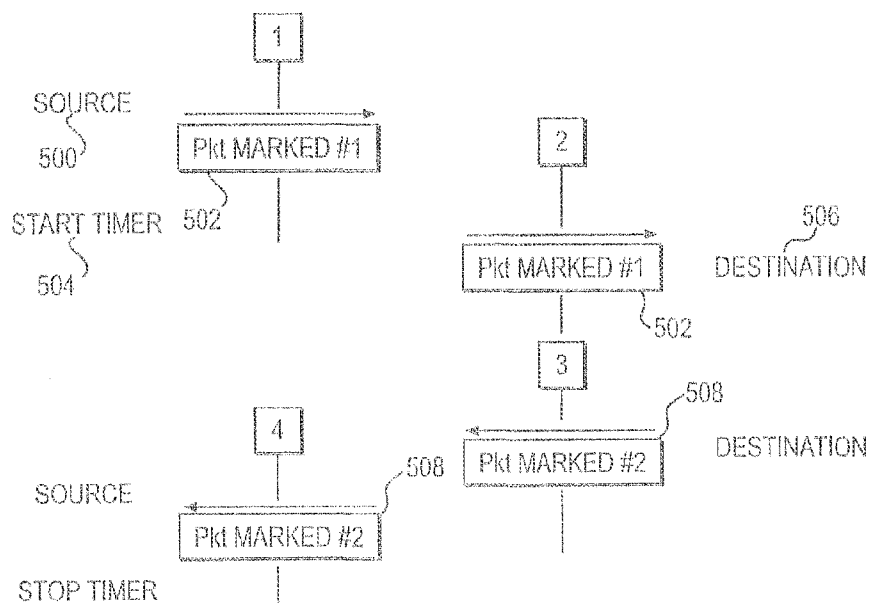 1
SOURCE
500
Pkt MARKED #1
502
START TIMER
504
2
506
Pkt MARKED #1
DESTINATION
502
3
508
Pkt MARKED #2
DESTINATION
4
508
SOURCE
Pkt MARKED #2
STOP TIMER